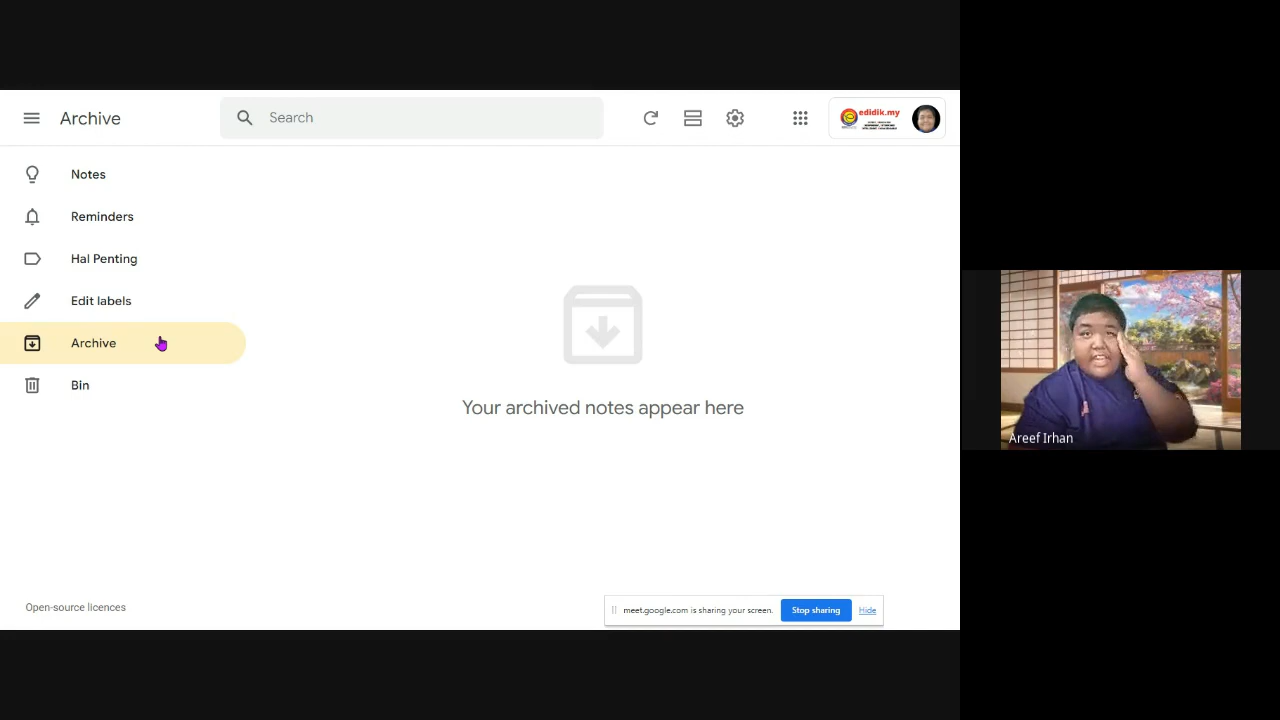 Archive
Search
edidik.my
Notes
Reminders
Hal Penting
Edit labels
Archive
Bin
Your archived notes appear here
Areef Irhan
Open-source licences
meet.google.com is sharing your screen.
Stop sharing
Hide